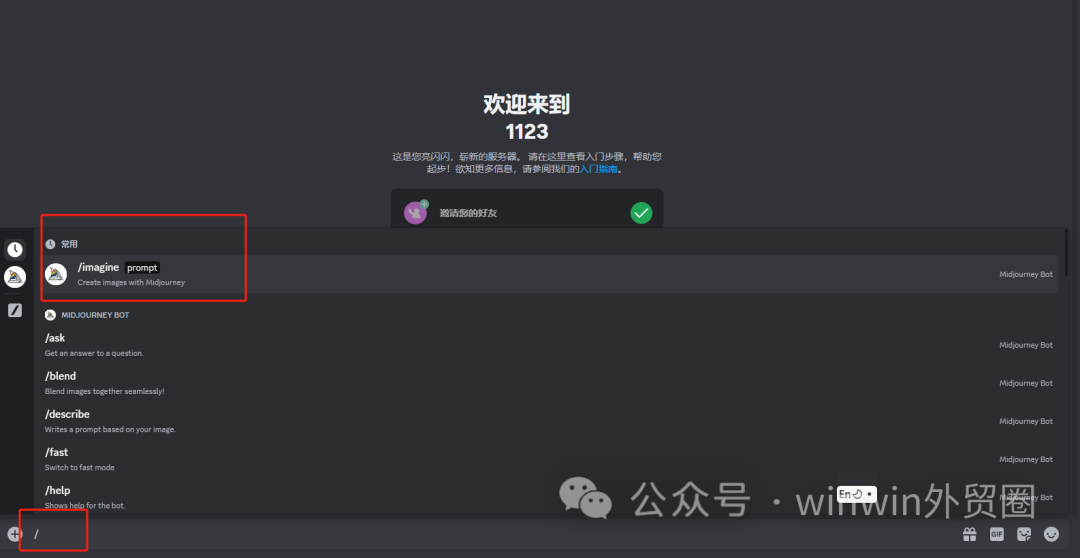 欢迎来到
1123
这是您亮闪闪，崭新的服务器。 请在这里查看入门步骤，帮助您
起步！欲知更多信息，请参阅我们的入门指南。
邀请您的好友
常用
/imagine prompt
Create images with Midjourney
Midjourney Bot
MIDJOURNEY BOT
/ask
Get an answer to a question.
Midjourney Bot
/blend
Blend images together seamlessly!
Midjourney Bot
/describe
Writes a prompt based on your image.
Midjourney Bot
/fast
Switch to fast mode
Midjourney Bot
/help
Shows help for the bot.
Midjourney Bot
En
公众号 · winwin外贸圈
/
GIF